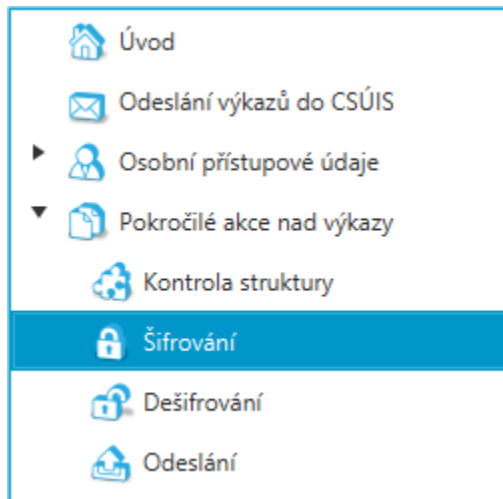 Úvod
Odeslání výkazů do CSÚIS
Osobní přístupové údaje
Pokročilé akce nad výkazy
Kontrola struktury
Šifrování
Dešifrování
Odeslání